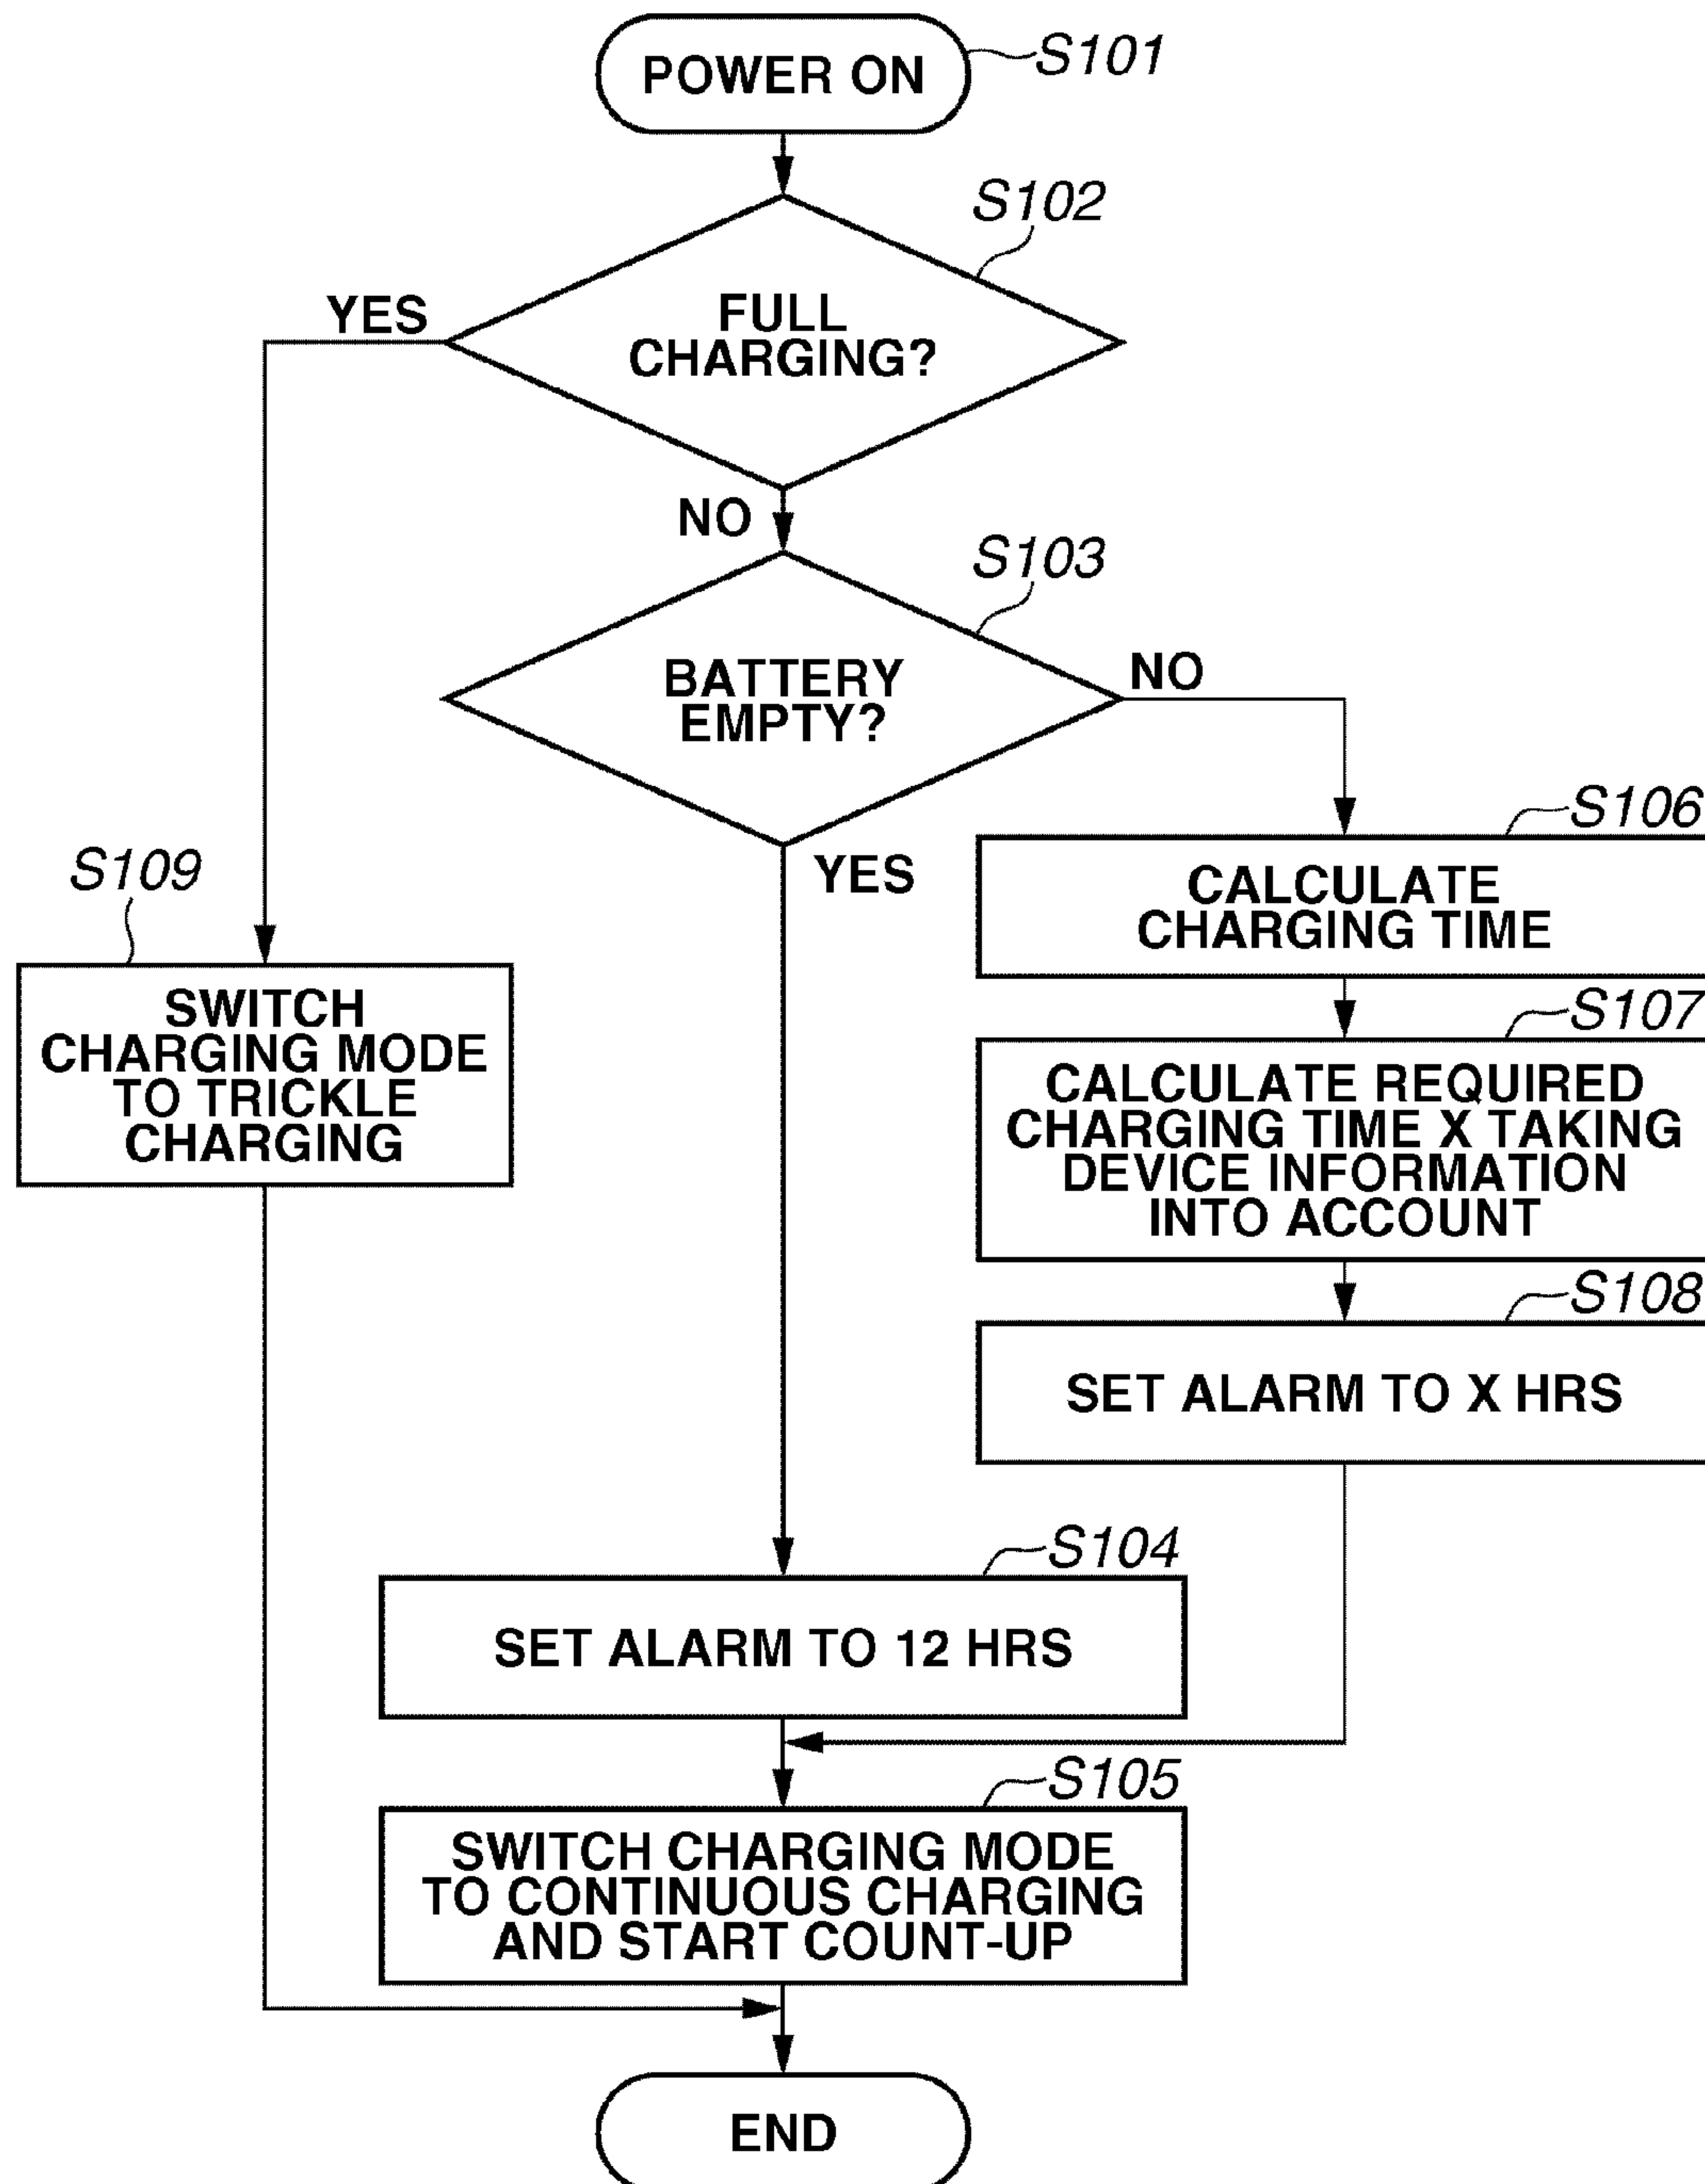 POWER ON
S101
S102
FULL
CHARGING?
YES
NO
S103
BATTERY
EMPTY?
NO
YES
S106
CALCULATE
CHARGING TIME
S109
SWITCH
CHARGING MODE
TO TRICKLE
CHARGING
S107
CALCULATE REQUIRED
CHARGING TIME X TAKING
DEVICE INFORMATION
INTO ACCOUNT
S108
SET ALARM TO X HRS
S104
SET ALARM TO 12 HRS
S105
SWITCH CHARGING MODE
TO CONTINUOUS CHARGING
AND START COUNT-UP
END